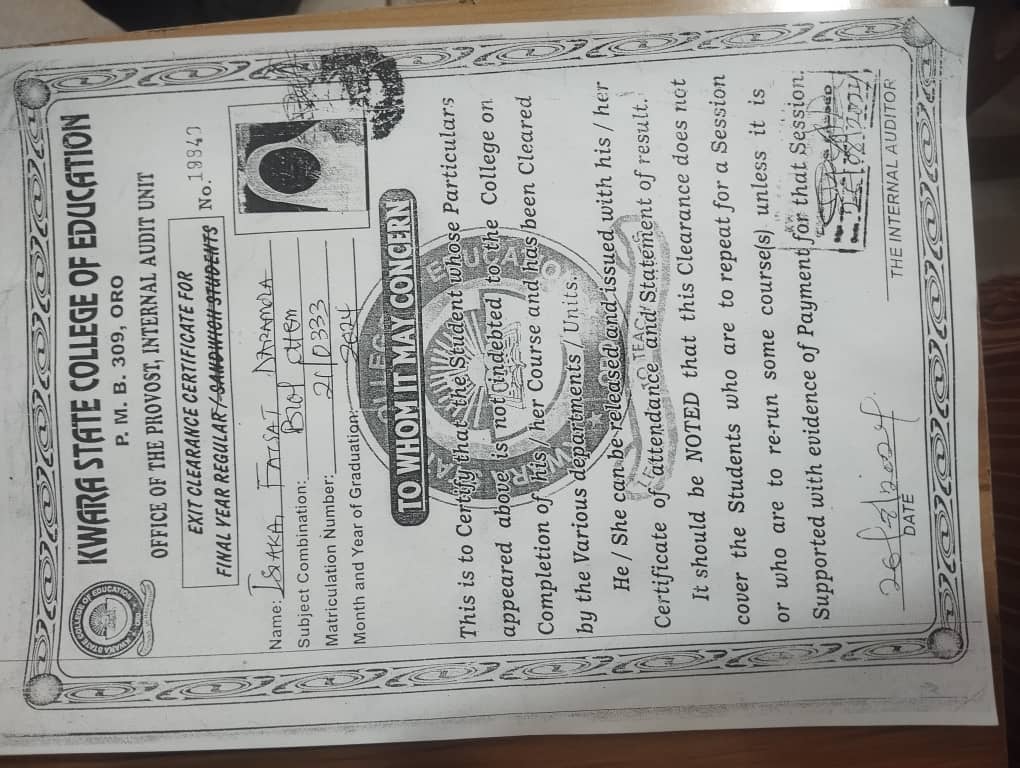 KWARA STATE COLLEGE OF EDUCATION
P. M. B. 309, ORO
OFFICE OF THE PROVOST, INTERNAL AUDIT UNIT
EXIT CLEARANCE CERTIFICATE FOR
FINAL YEAR REGULAR / SANDWICH STUDENTS
No. 19840
Name: ISIAKA, FAISAT DAMOLA
Subject Combination: Biol chem
Matriculation Number: 21/0333
Month and Year of Graduation: 2024
TO WHOM IT MAY CONCERN
This is to Certify that the Student whose Particulars
appeared above is not indebted to the College on
Completion of his / her Course and has been Cleared
by the Various departments / Units.
He / She can be released and issued with his / her
Certificate of attendance and Statement of result.
It should be NOTED that this Clearance does not
cover the Students who are to repeat for a Session
or who are to re-run some course(s) unless it is
Supported with evidence of Payment for that Session.
DATE
THE INTERNAL AUDITOR